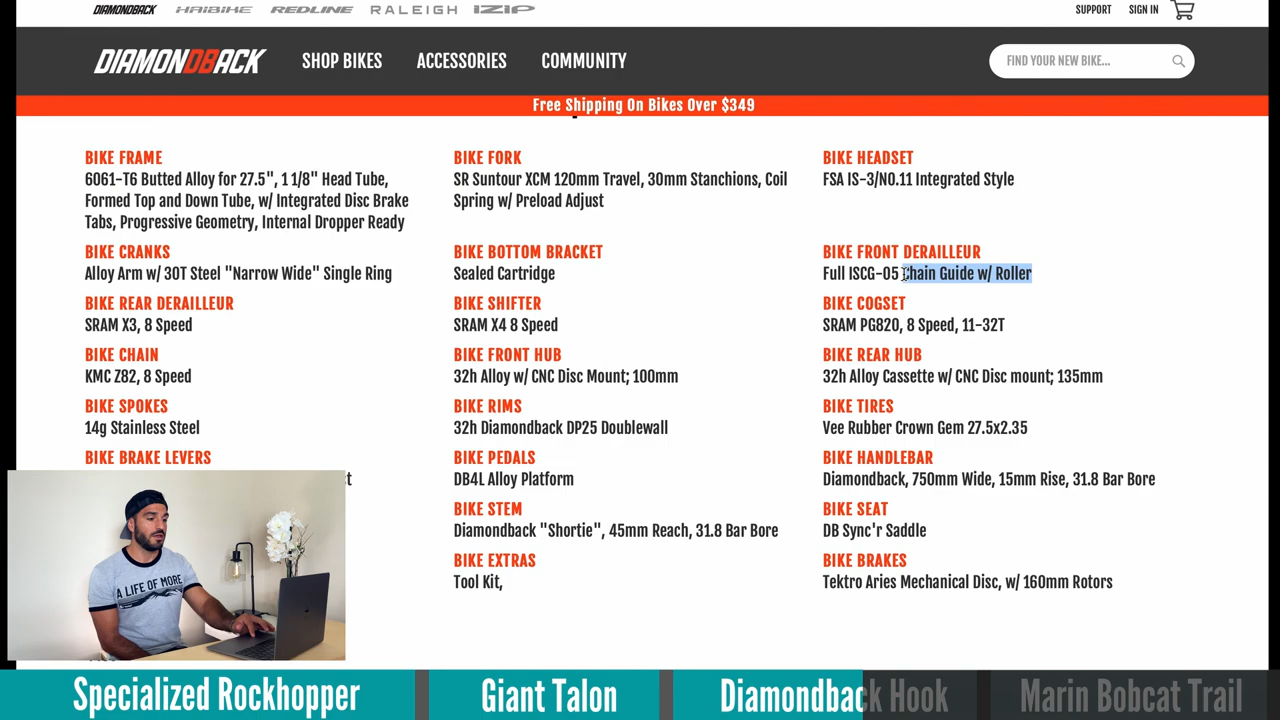 DIAMONDBACK HAIBIKE REDLINE RALEIGH iZiP
SUPPORT SIGN IN
DIAMONDBACK SHOP BIKES ACCESSORIES COMMUNITY FIND YOUR NEW BIKE...
Free Shipping On Bikes Over $349
BIKE FRAME
6061-T6 Butted Alloy for 27.5", 1 1/8" Head Tube,
Formed Top and Down Tube, w/ Integrated Disc Brake
Tabs, Progressive Geometry, Internal Dropper Ready
BIKE FORK
SR Suntour XCM 120mm Travel, 30mm Stanchions, Coil
Spring w/ Preload Adjust
BIKE HEADSET
FSA IS-3/NO.11 Integrated Style
BIKE CRANKS
Alloy Arm w/ 30T Steel "Narrow Wide" Single Ring
BIKE BOTTOM BRACKET
Sealed Cartridge
BIKE FRONT DERAILLEUR
Full ISCG-05 Chain Guide w/ Roller
BIKE REAR DERAILLEUR
SRAM X3, 8 Speed
BIKE SHIFTER
SRAM X4 8 Speed
BIKE COGSET
SRAM PG820, 8 Speed, 11-32T
BIKE CHAIN
KMC Z82, 8 Speed
BIKE FRONT HUB
32h Alloy w/ CNC Disc Mount; 100mm
BIKE REAR HUB
32h Alloy Cassette w/ CNC Disc mount; 135mm
BIKE SPOKES
14g Stainless Steel
BIKE RIMS
32h Diamondback DP25 Doublewall
BIKE TIRES
Vee Rubber Crown Gem 27.5x2.35
BIKE BRAKE LEVERS
BIKE PEDALS
DB4L Alloy Platform
BIKE HANDLEBAR
Diamondback, 750mm Wide, 15mm Rise, 31.8 Bar Bore
BIKE STEM
Diamondback "Shortie", 45mm Reach, 31.8 Bar Bore
BIKE SEAT
DB Sync'r Saddle
BIKE EXTRAS
Tool Kit,
BIKE BRAKES
Tektro Aries Mechanical Disc, w/ 160mm Rotors
A LIFE OF MORE
Specialized Rockhopper Giant Talon Diamondback Hook Marin Bobcat Trail